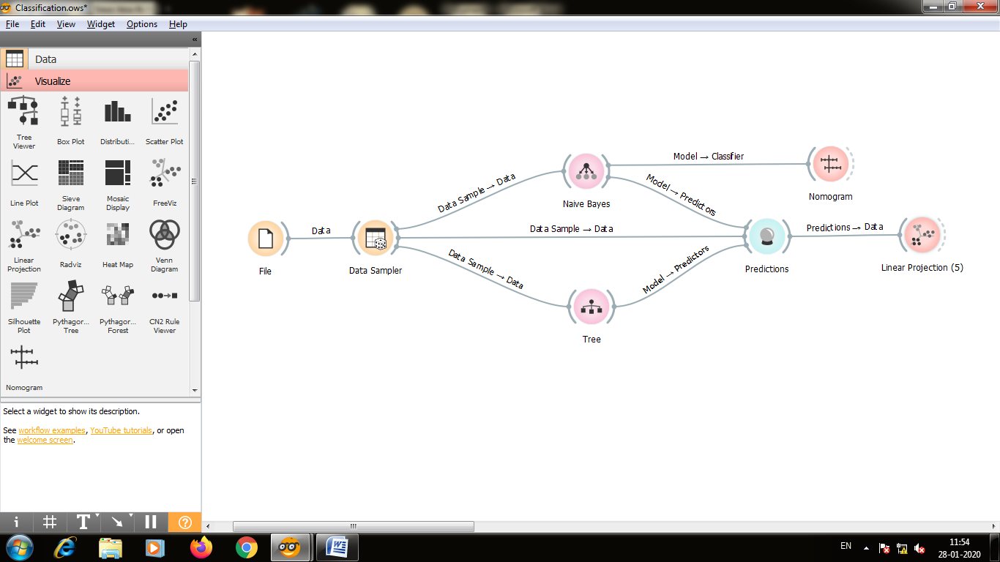 Classification.ows*
File Edit View Widget Options Help
«
Data
Visualize
Tree Viewer
Box Plot
Distributi...
Scatter Plot
Line Plot
Sieve Diagram
Mosaic Display
FreeViz
Linear Projection
Radviz
Heat Map
Venn Diagram
Silhouette Plot
Pythagor... Tree
Pythagor... Forest
CN2 Rule Viewer
Nomogram
Select a widget to show its description.
See workflow examples, YouTube tutorials, or open
the welcome screen.
File
Data
Data Sampler
Data Sample → Data
Data Sample → Data
Data Sample → Data
Naive Bayes
Tree
Model → Classifier
Model → Predictors
Model → Predictors
Nomogram
Predictions
Predictions → Data
Linear Projection (5)
i # T ?
EN
11:54
28-01-2020